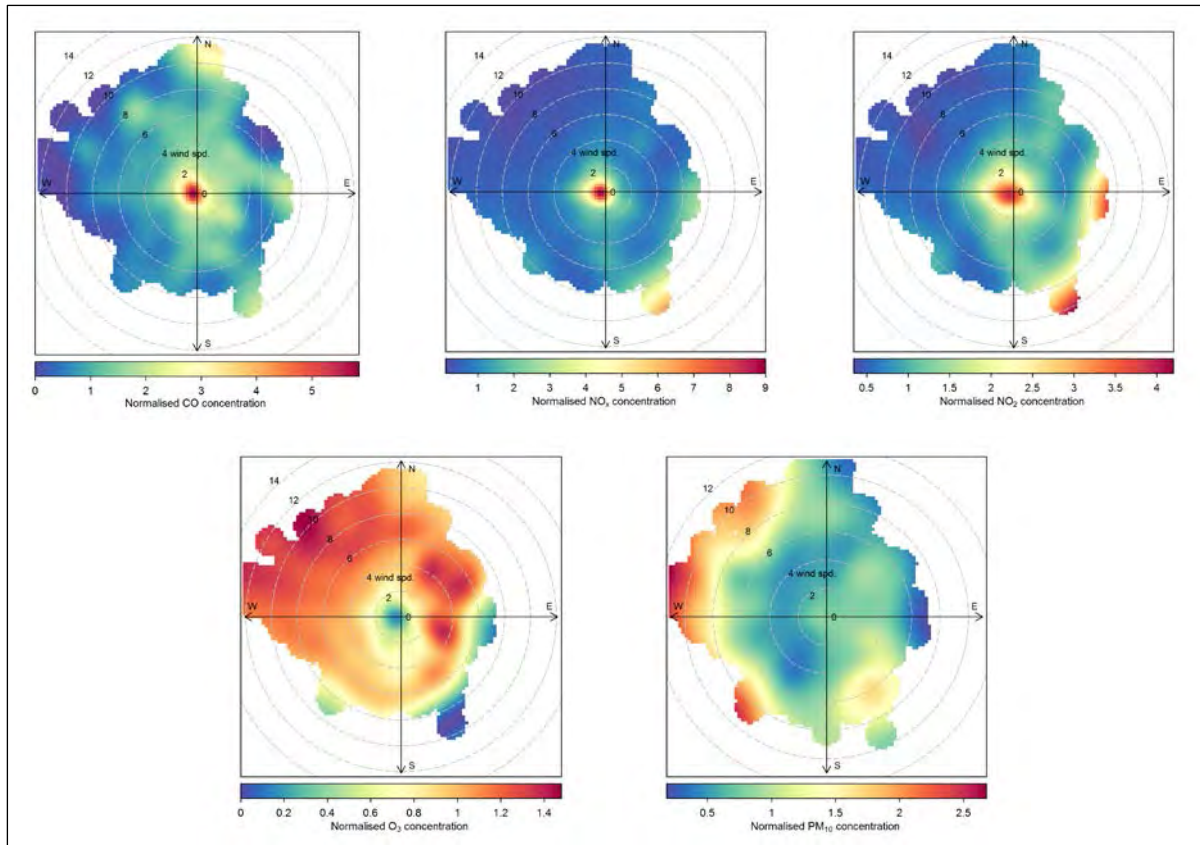 N
14
12
10
8
6
4 wind spd.
2
W
0
E
S
0 1 2 3 4 5
Normalised CO concentration
N
14
12
10
8
6
4 wind spd.
2
W
0
E
S
1 2 3 4 5 6 7 8 9
Normalised NOx concentration
N
14
12
10
8
6
4 wind spd.
2
W
0
E
S
0.5 1 1.5 2 2.5 3 3.5 4
Normalised NO2 concentration
N
14
12
10
8
6
4 wind spd.
2
W
0
E
S
0 0.2 0.4 0.6 0.8 1 1.2 1.4
Normalised O3 concentration
N
12
10
8
6
4 wind spd.
2
W
0
E
S
0.5 1 1.5 2 2.5
Normalised PM10 concentration